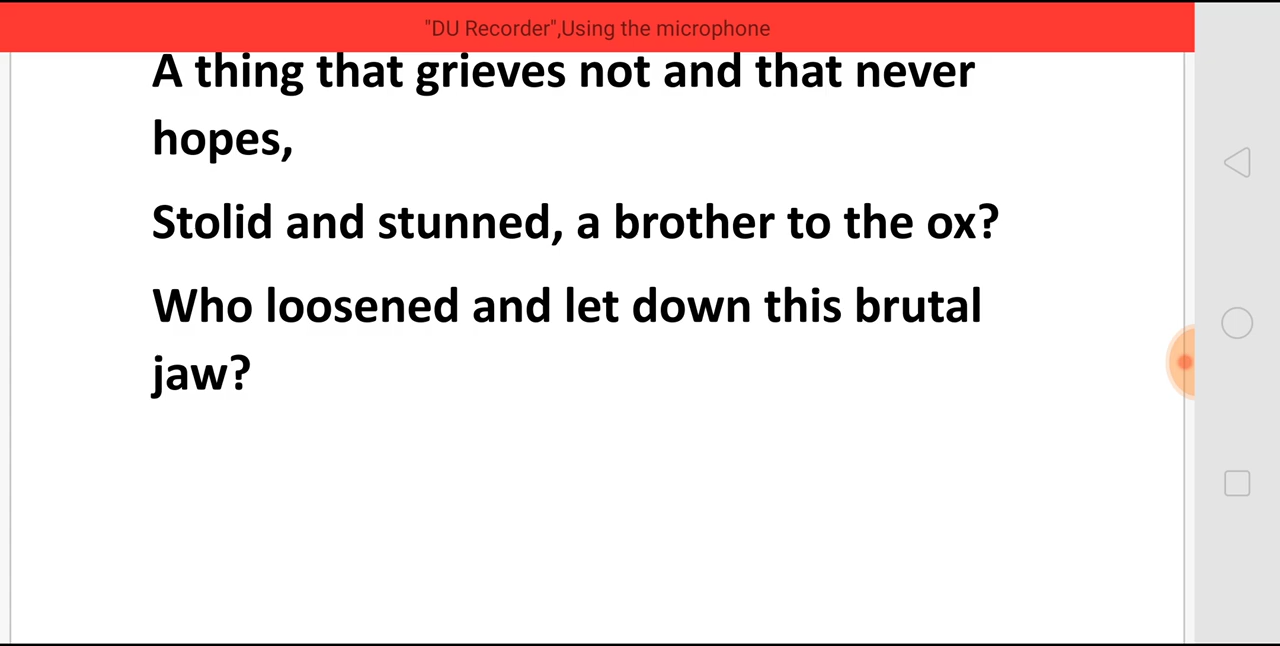 "DU Recorder",Using the microphone
A thing that grieves not and that never
hopes,
Stolid and stunned, a brother to the ox?
Who loosened and let down this brutal
jaw?